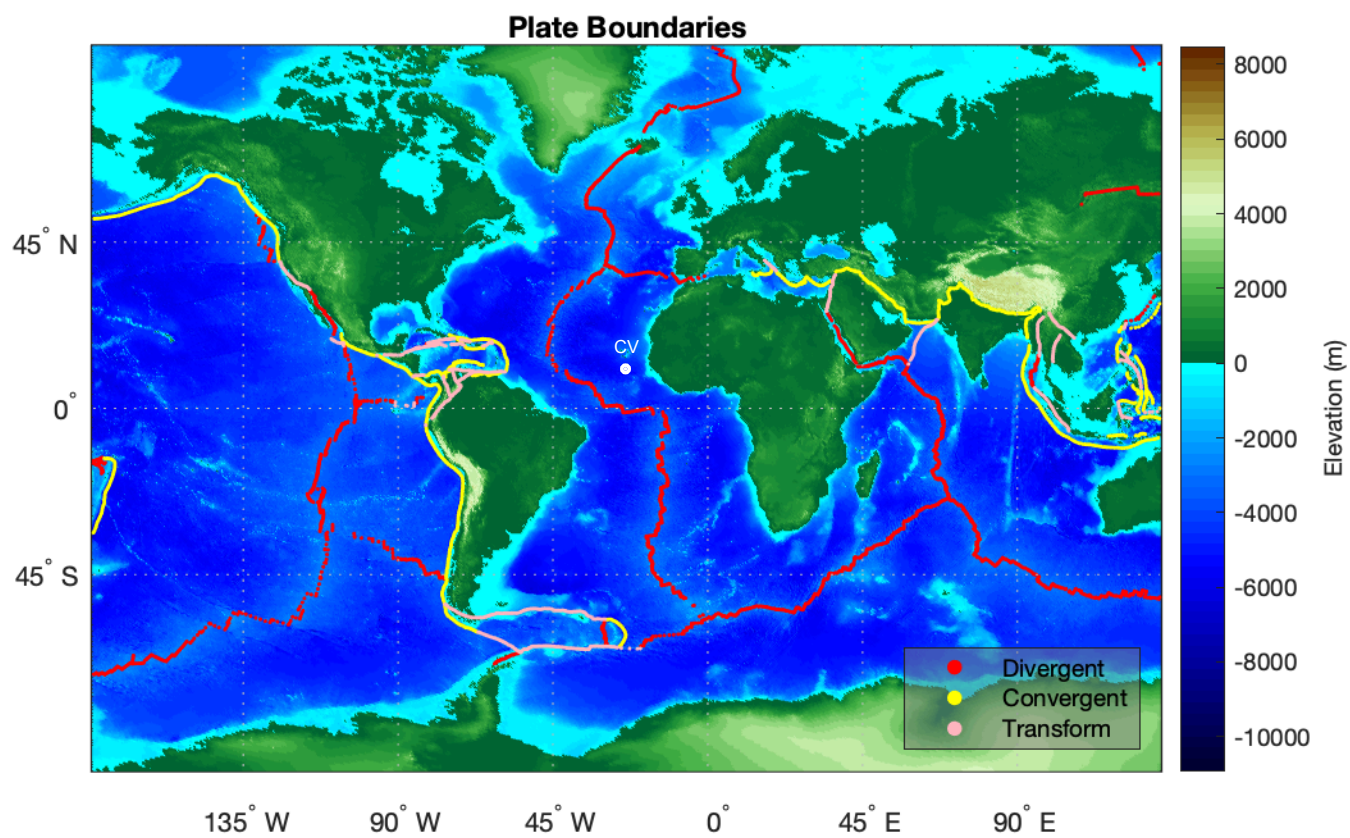 Plate Boundaries
8000
6000
4000
2000
0
-2000
-4000
-6000
-8000
-10000
Elevation (m)
45° N
0°
45° S
CV
Divergent
Convergent
Transform
135° W
90° W
45° W
0°
45° E
90° E